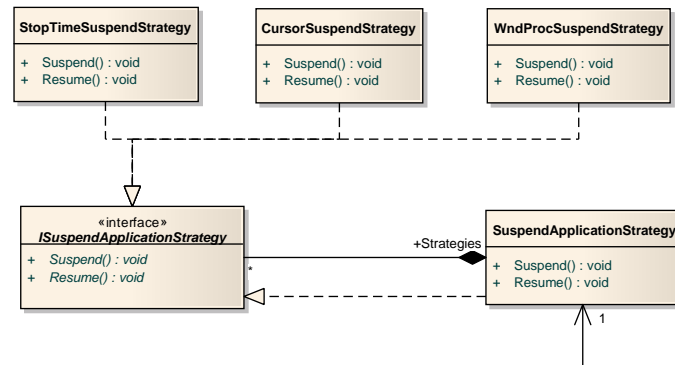 StopTimeSuspendStrategy
+ Suspend() : void
+ Resume() : void
CursorSuspendStrategy
+ Suspend() : void
+ Resume() : void
WndProcSuspendStrategy
+ Suspend() : void
+ Resume() : void
«interface»
ISuspendApplicationStrategy
+ Suspend() : void
+ Resume() : void
+Strategies
*
SuspendApplicationStrategy
+ Suspend() : void
+ Resume() : void
1